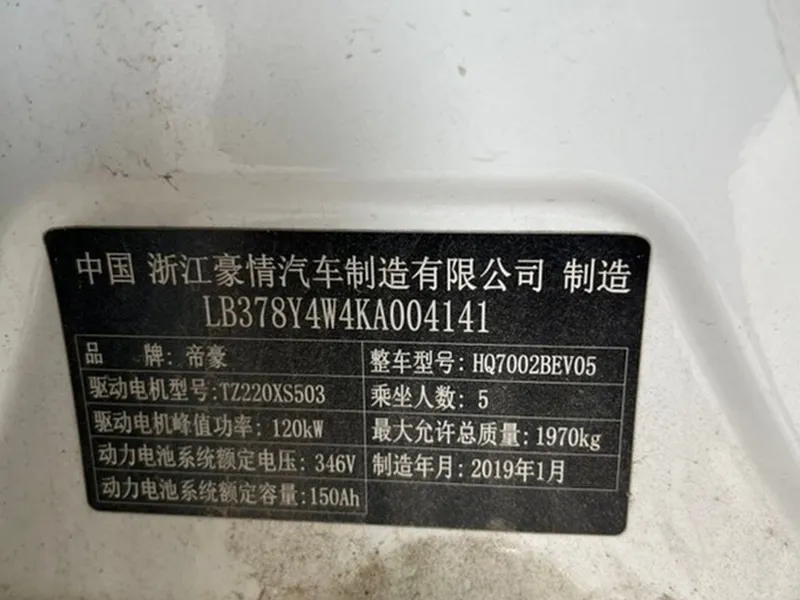 中国 浙江豪情汽车制造有限公司 制造
LB378Y4W4KA004141
品 牌: 帝豪
整车型号: HQ7002BEV05
驱动电机型号:TZ220XS503
乘坐人数: 5
驱动电机峰值功率: 120kW
最大允许总质量: 1970kg
动力电池系统额定电压: 346V
制造年月: 2019年1月
动力电池系统额定容量: 150Ah